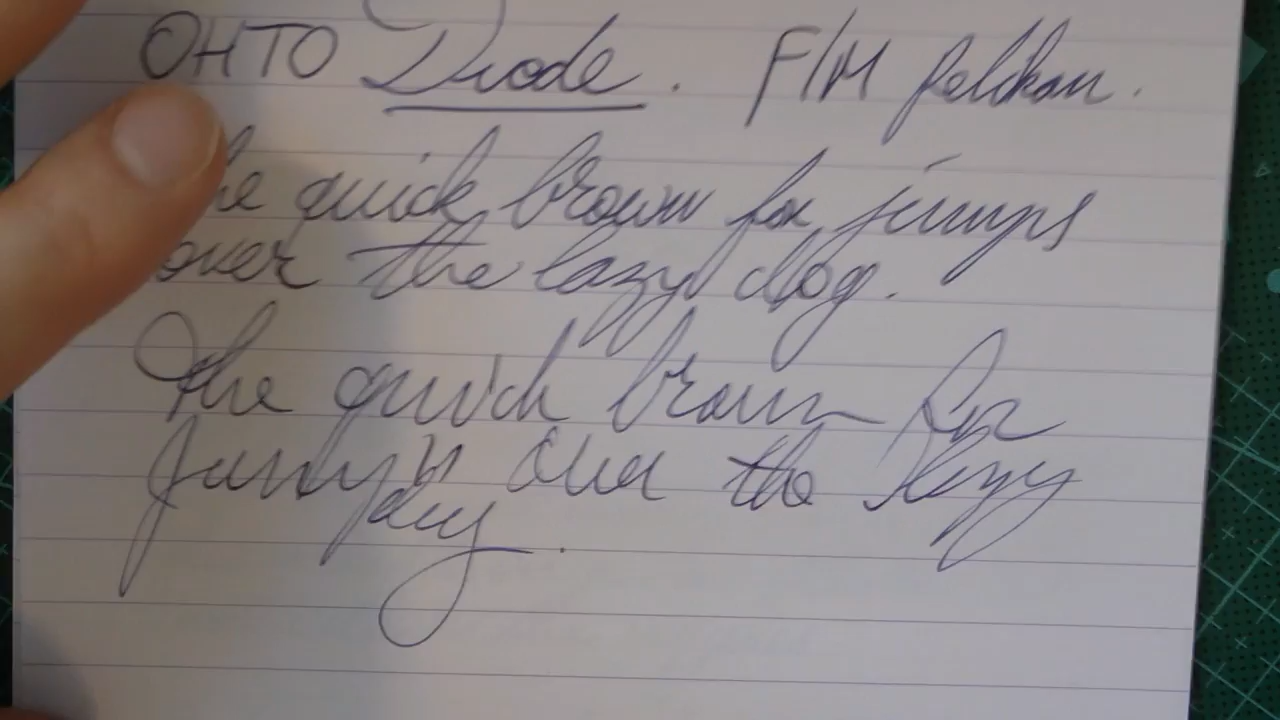 OHTO Diode. F/M pelikan.
he quick brown fox jumps
over the lazy dog.
The quick brown fox
jumps over the lazy
dog.